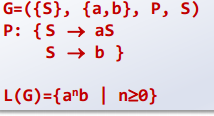 G=({S}, {a,b}, P, S)
P: { S → aS
S → b }
L(G)={aⁿb | n≥0}